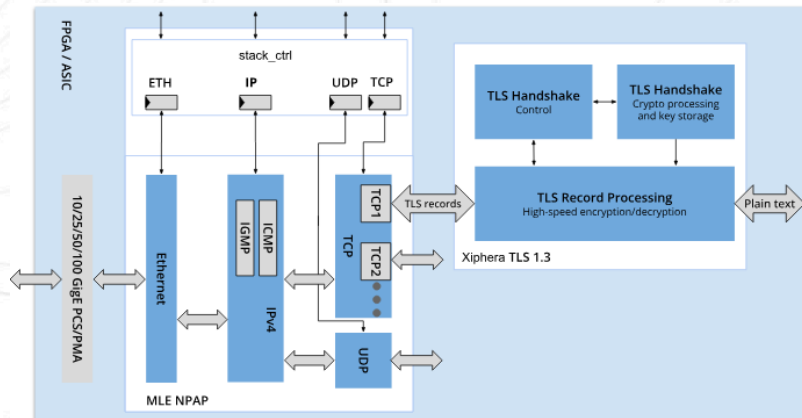 FPGA / ASIC
stack_ctrl
ETH
IP
UDP
TCP
10/25/50/100 GigE PCS/PMA
Ethernet
IGMP
ICMP
IPv4
TCP1
TCP2
TCP
UDP
MLE NPAP
TLS records
TLS Handshake
Control
TLS Handshake
Crypto processing
and key storage
TLS Record Processing
High-speed encryption/decryption
Plain text
Xiphera TLS 1.3